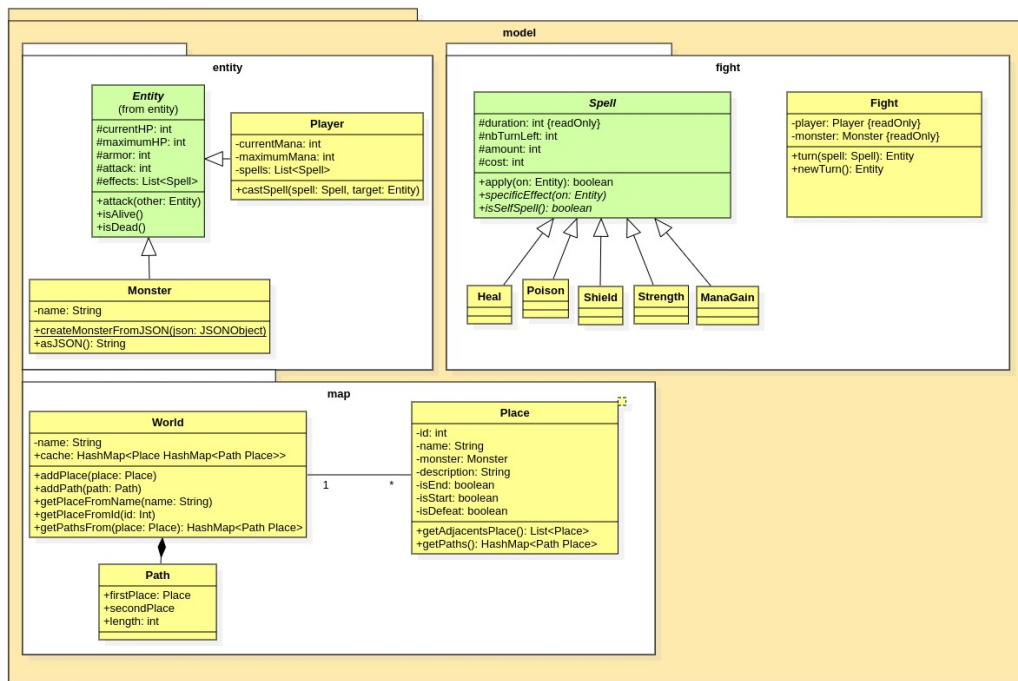 model
entity
Entity
(from entity)
#currentHP: int
#maximumHP: int
#armor: int
#attack: int
#effects: List<Spell>
+attack(other: Entity)
+isAlive()
+isDead()
Player
-currentMana: int
-maximumMana: int
-spells: List<Spell>
+castSpell(spell: Spell, target: Entity)
Monster
-name: String
+createMonsterFromJSON(json: JSONObject)
+asJSON(): String
fight
Spell
#duration: int {readOnly}
#nbTurnLeft: int
#amount: int
#cost: int
+apply(on: Entity): boolean
+specificEffect(on: Entity)
+isSelfSpell(): boolean
Fight
-player: Player {readOnly}
-monster: Monster {readOnly}
+turn(spell: Spell): Entity
+newTurn(): Entity
Heal
Poison
Shield
Strength
ManaGain
map
World
-name: String
+cache: HashMap<Place HashMap<Path Place>>
+addPlace(place: Place)
+addPath(path: Path)
+getPlaceFromName(name: String)
+getPlaceFromId(id: Int)
+getPathsFrom(place: Place): HashMap<Path Place>
1
*
Place
-id: int
-name: String
-monster: Monster
-description: String
-isEnd: boolean
-isStart: boolean
-isDefeat: boolean
+getAdjacentsPlace(): List<Place>
+getPaths(): HashMap<Path Place>
Path
+firstPlace: Place
+secondPlace
+length: int